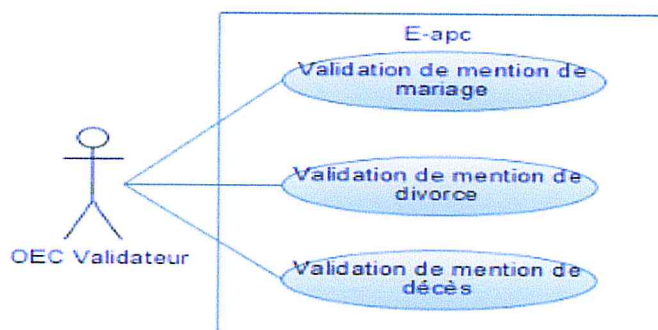 E-apc
Validation de mention de
mariage
Validation de mention de
divorce
OEC Validateur
Validation de mention de
décès